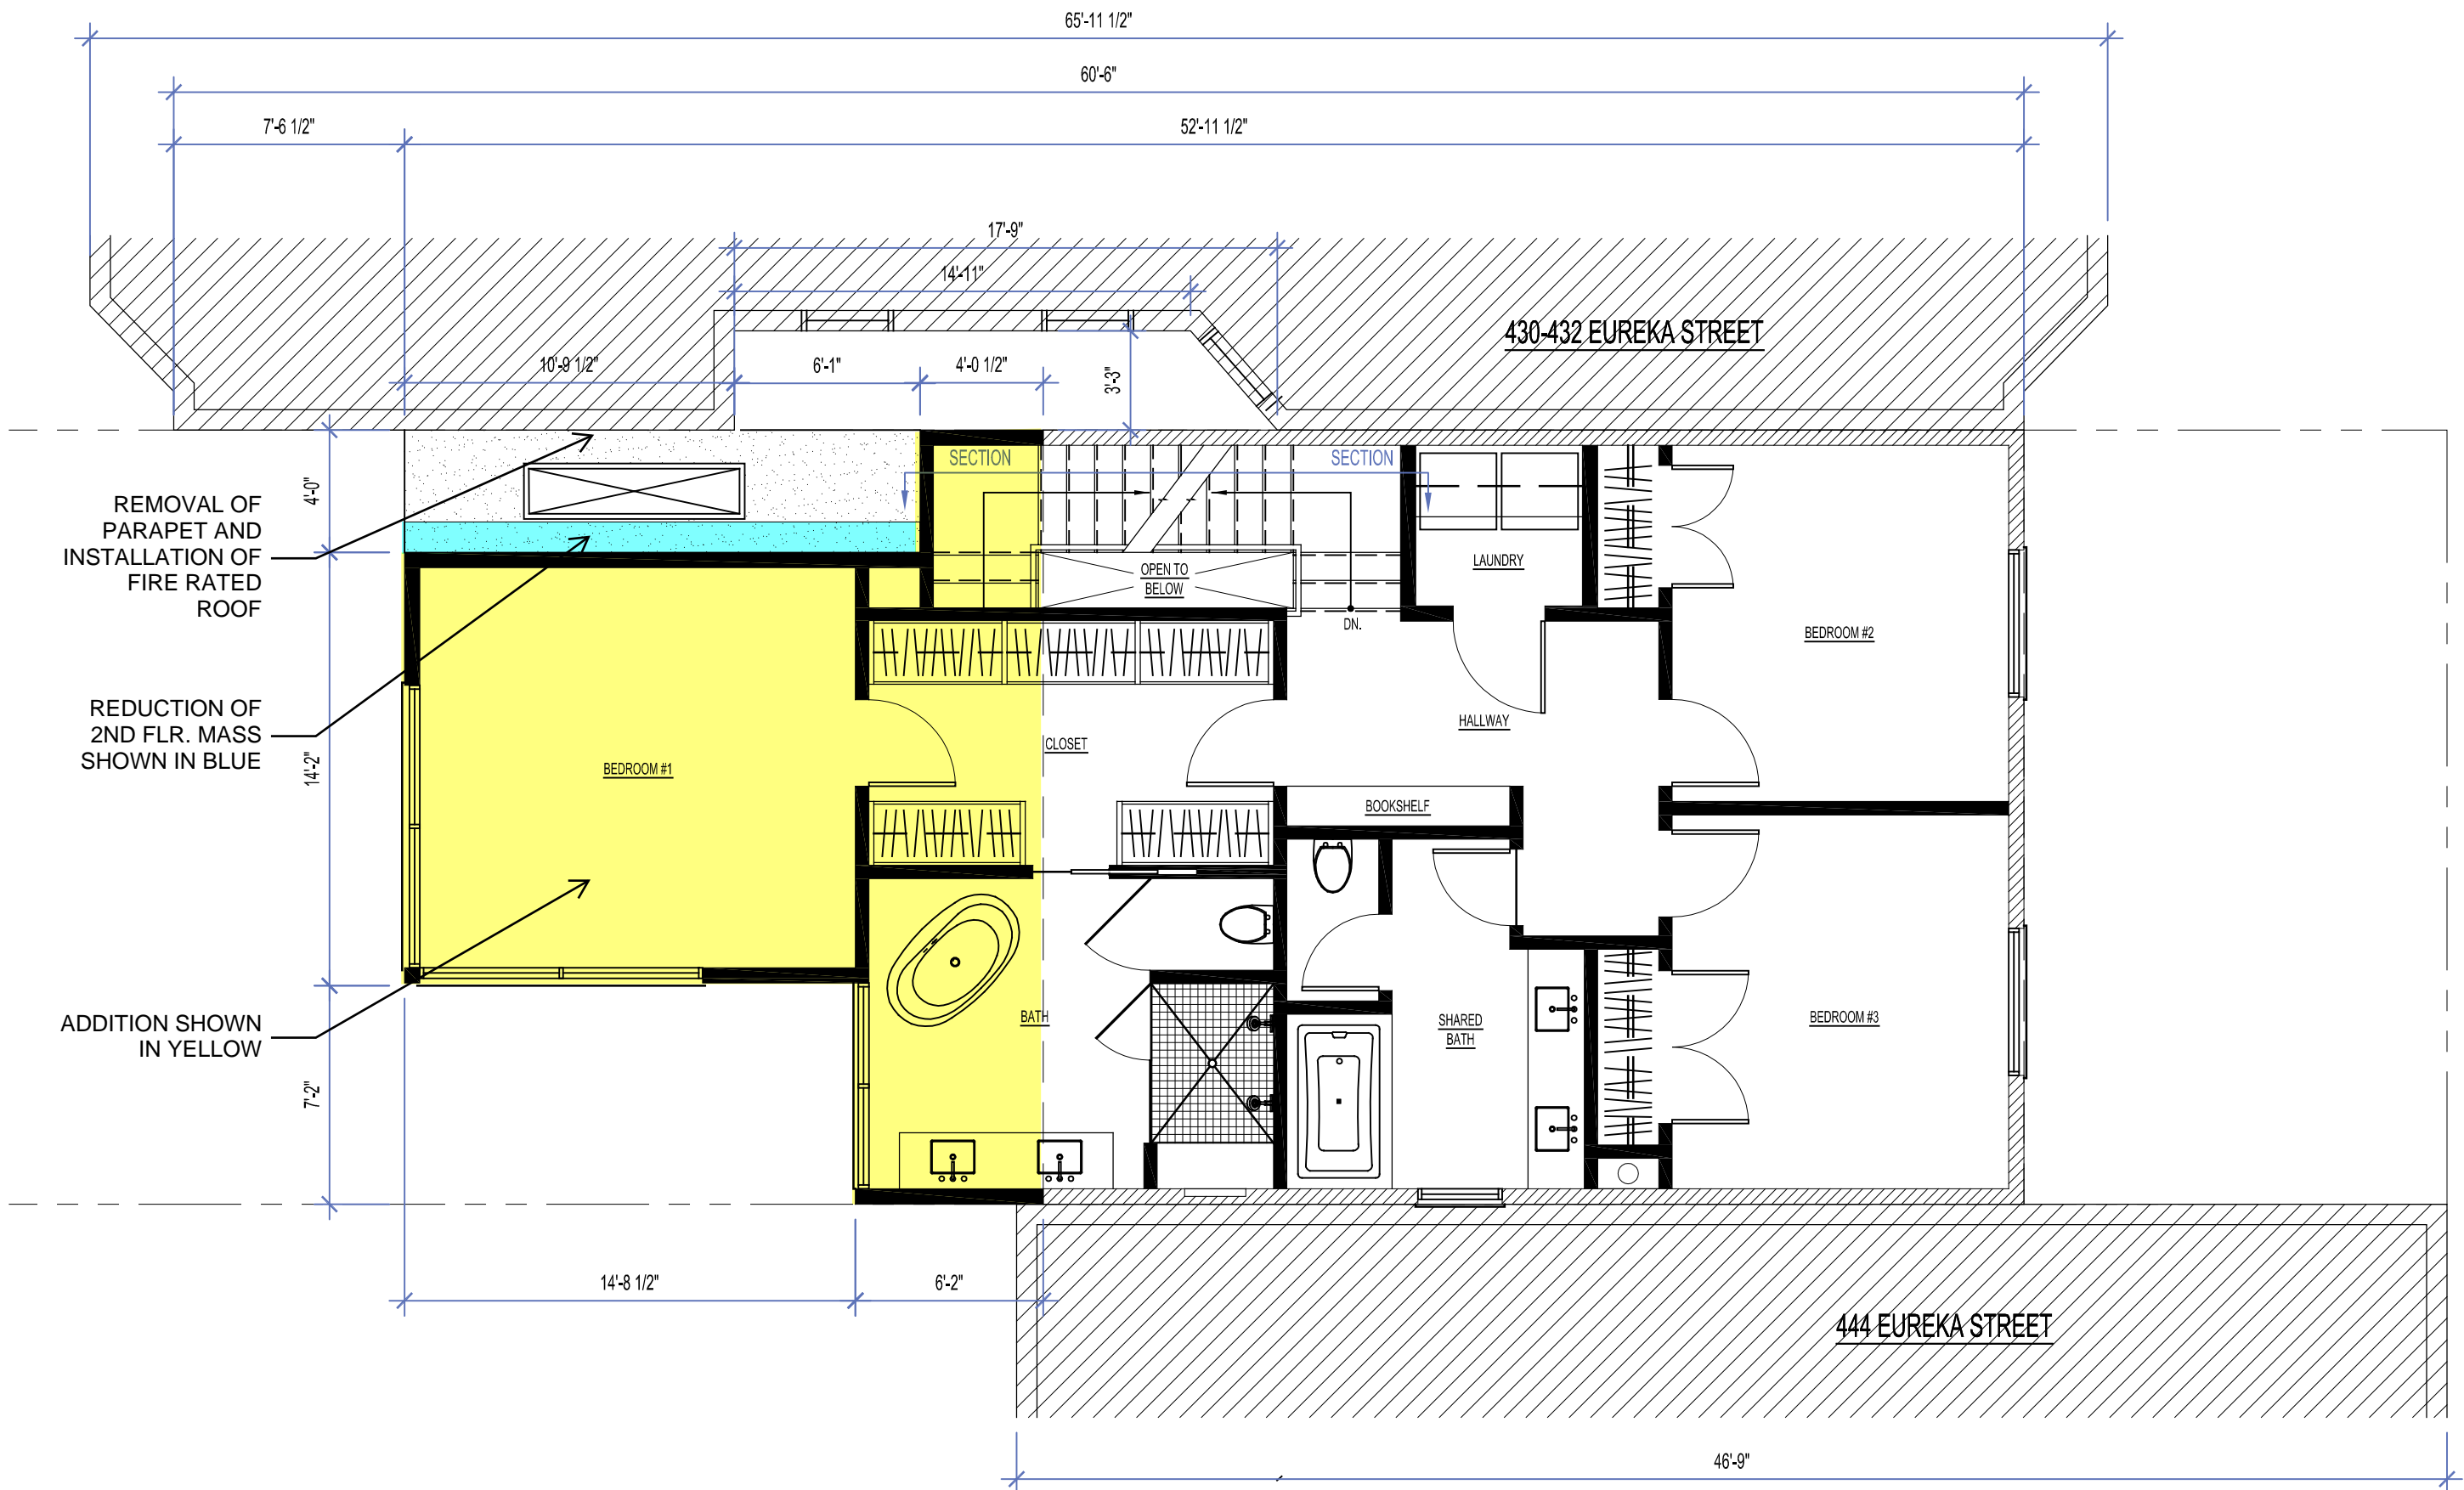 65'-11 1/2"
60'-6"
7'-6 1/2"
52'-11 1/2"
17'-9"
14'-11"
430-432 EUREKA STREET
10'-9 1/2"
6'-1"
4'-0 1/2"
3'-3"
SECTION
SECTION
4'-0"
REMOVAL OF
PARAPET AND
INSTALLATION OF
FIRE RATED
ROOF
OPEN TO
BELOW
LAUNDRY
DN.
BEDROOM #2
REDUCTION OF
2ND FLR. MASS
SHOWN IN BLUE
14'-2"
BEDROOM #1
CLOSET
HALLWAY
BOOKSHELF
ADDITION SHOWN
IN YELLOW
7'-2"
BATH
SHARED
BATH
BEDROOM #3
14'-8 1/2"
6'-2"
444 EUREKA STREET
46'-9"